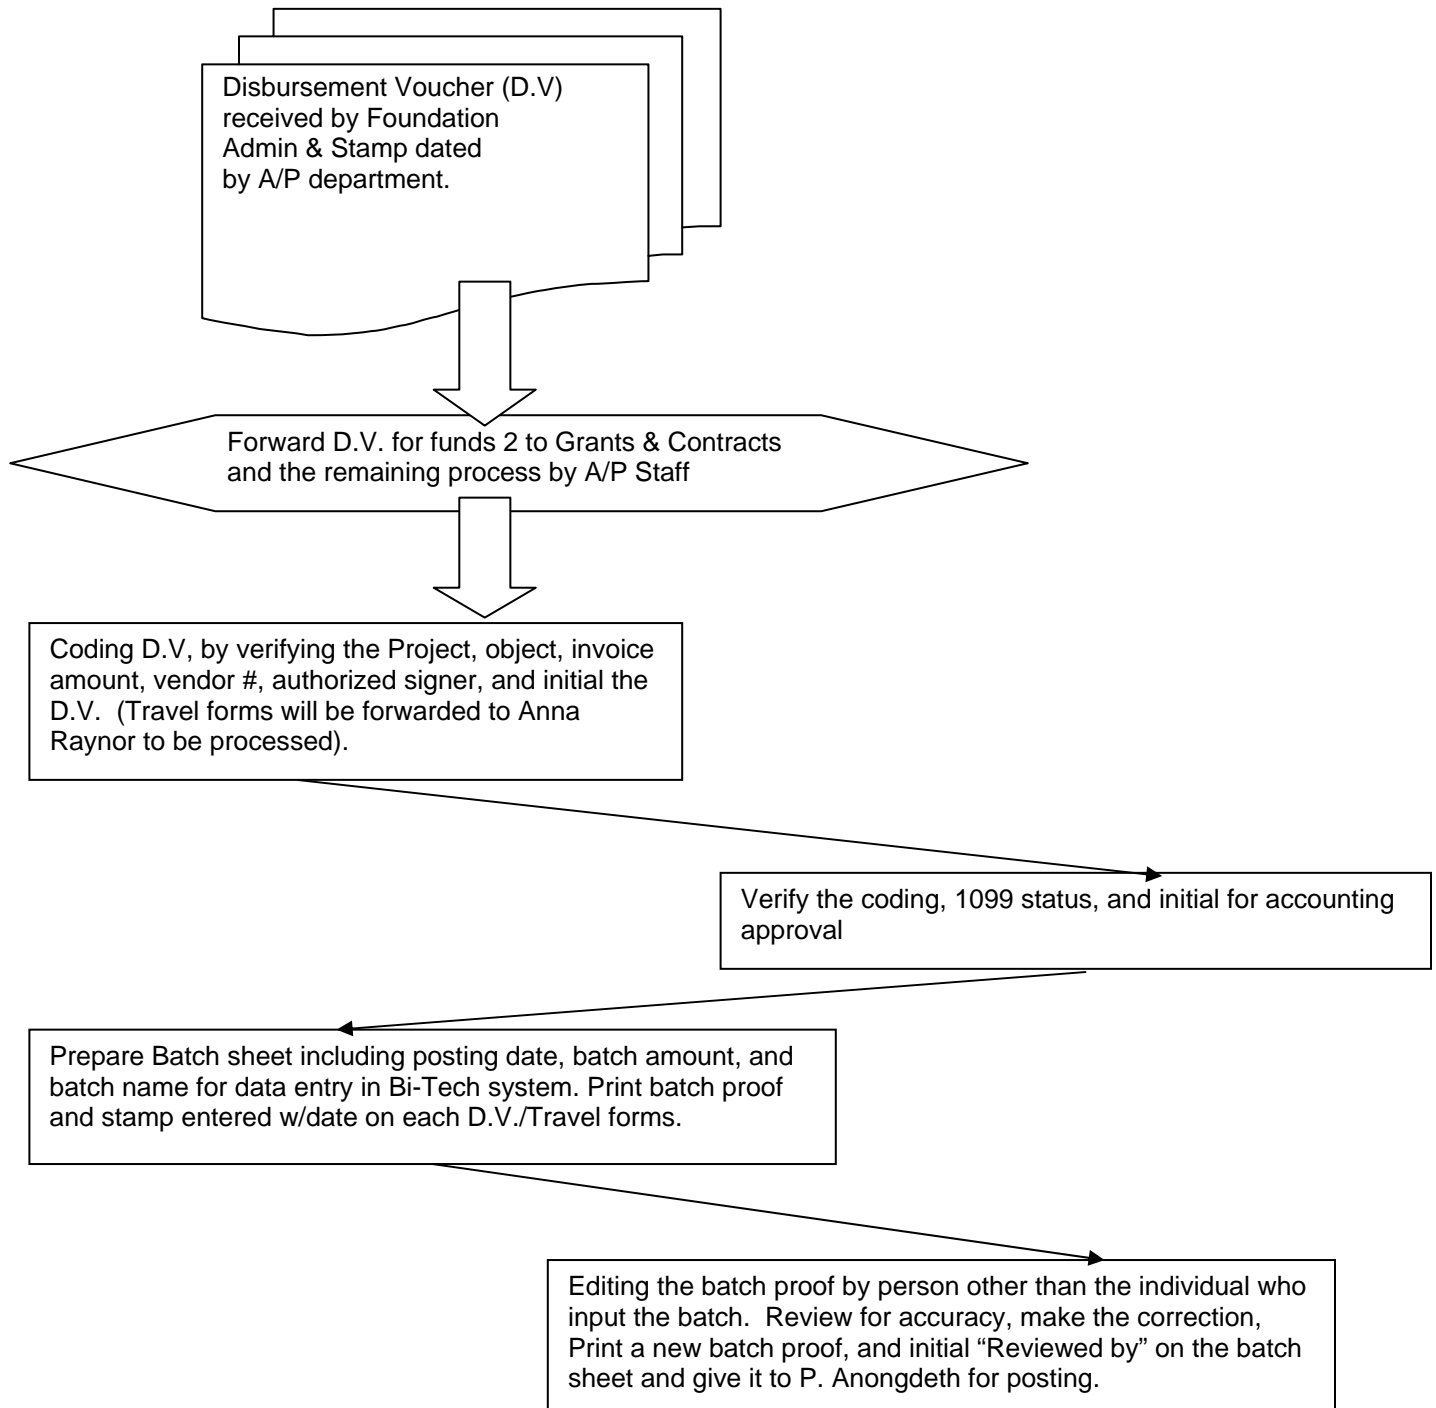 Disbursement Voucher (D.V)
received by Foundation
Admin & Stamp dated
by A/P department.
Forward D.V. for funds 2 to Grants & Contracts
and the remaining process by A/P Staff
Coding D.V, by verifying the Project, object, invoice
amount, vendor #, authorized signer, and initial the
D.V.  (Travel forms will be forwarded to Anna
Raynor to be processed).
Verify the coding, 1099 status, and initial for accounting
approval
Prepare Batch sheet including posting date, batch amount, and
batch name for data entry in Bi-Tech system. Print batch proof
and stamp entered w/date on each D.V./Travel forms.
Editing the batch proof by person other than the individual who
input the batch.  Review for accuracy, make the correction,
Print a new batch proof, and initial “Reviewed by” on the batch
sheet and give it to P. Anongdeth for posting.